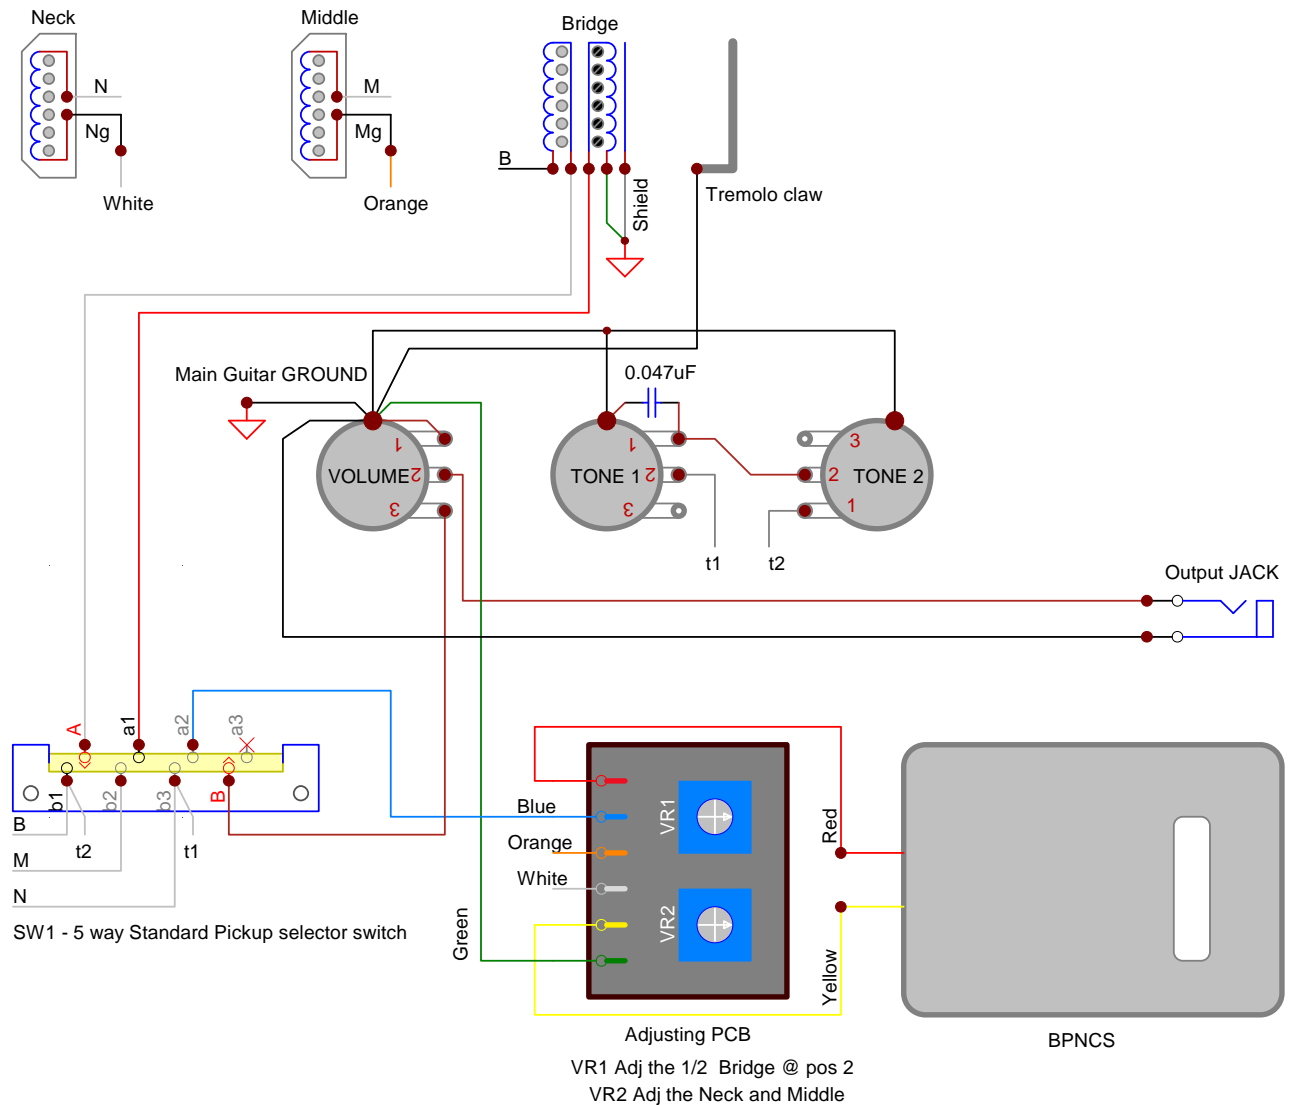 Neck
Middle
Bridge
N
Ng
White
M
Mg
Orange
B
Shield
Tremolo claw
Main Guitar GROUND
0.047uF
VOLUME
1
2
3
TONE 1
1
2
3
TONE 2
3
2
1
t1
t2
Output JACK
A
a1
a2
a3
b1
b2
b3
B
B
t2
t1
M
N
SW1 - 5 way Standard Pickup selector switch
Green
Blue
Orange
White
VR1
VR2
Red
Yellow
Adjusting PCB
BPNCS
VR1 Adj the 1/2 Bridge @ pos 2
VR2 Adj the Neck and Middle